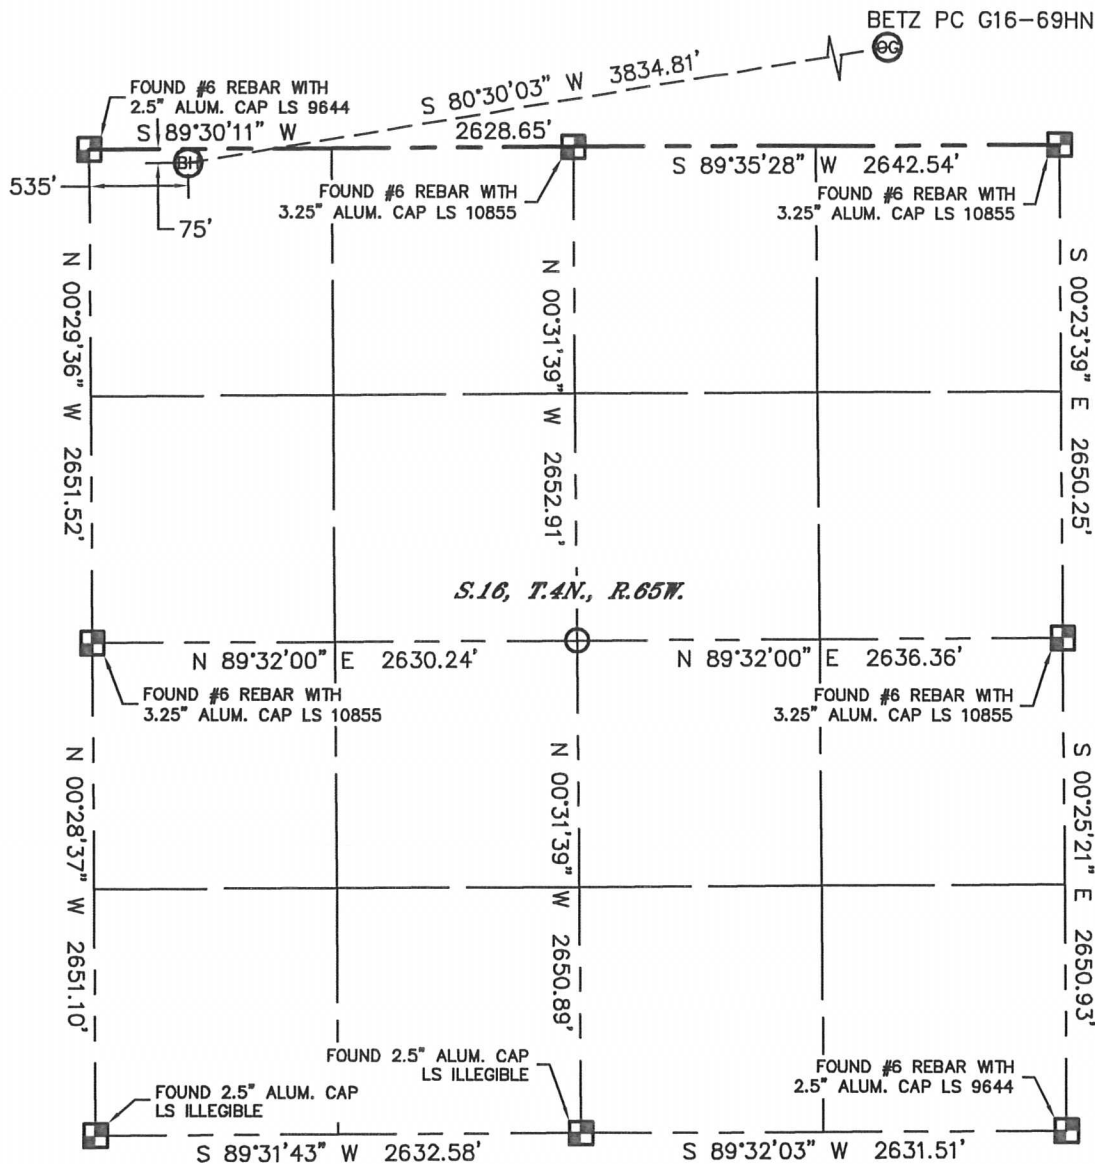 BETZ PC G16-69HN
OG
S 80°30'03" W 3834.81'
FOUND #6 REBAR WITH
2.5" ALUM. CAP LS 9644
S 89°30'11" W 2628.65'
BH
535'
75'
FOUND #6 REBAR WITH
3.25" ALUM. CAP LS 10855
S 89°35'28" W 2642.54'
FOUND #6 REBAR WITH
3.25" ALUM. CAP LS 10855
N 00°29'36" W 2651.52'
N 00°31'39" W 2652.91'
S 00°23'39" E 2650.25'
S.16, T.4N., R.65W.
N 89°32'00" E 2630.24'
N 89°32'00" E 2636.36'
FOUND #6 REBAR WITH
3.25" ALUM. CAP LS 10855
FOUND #6 REBAR WITH
3.25" ALUM. CAP LS 10855
N 00°28'37" W 2651.10'
N 00°31'39" W 2650.89'
S 00°25'21" E 2650.93'
FOUND 2.5" ALUM. CAP
LS ILLEGIBLE
FOUND 2.5" ALUM. CAP
LS ILLEGIBLE
FOUND #6 REBAR WITH
2.5" ALUM. CAP LS 9644
S 89°31'43" W 2632.58'
S 89°32'03" W 2631.51'